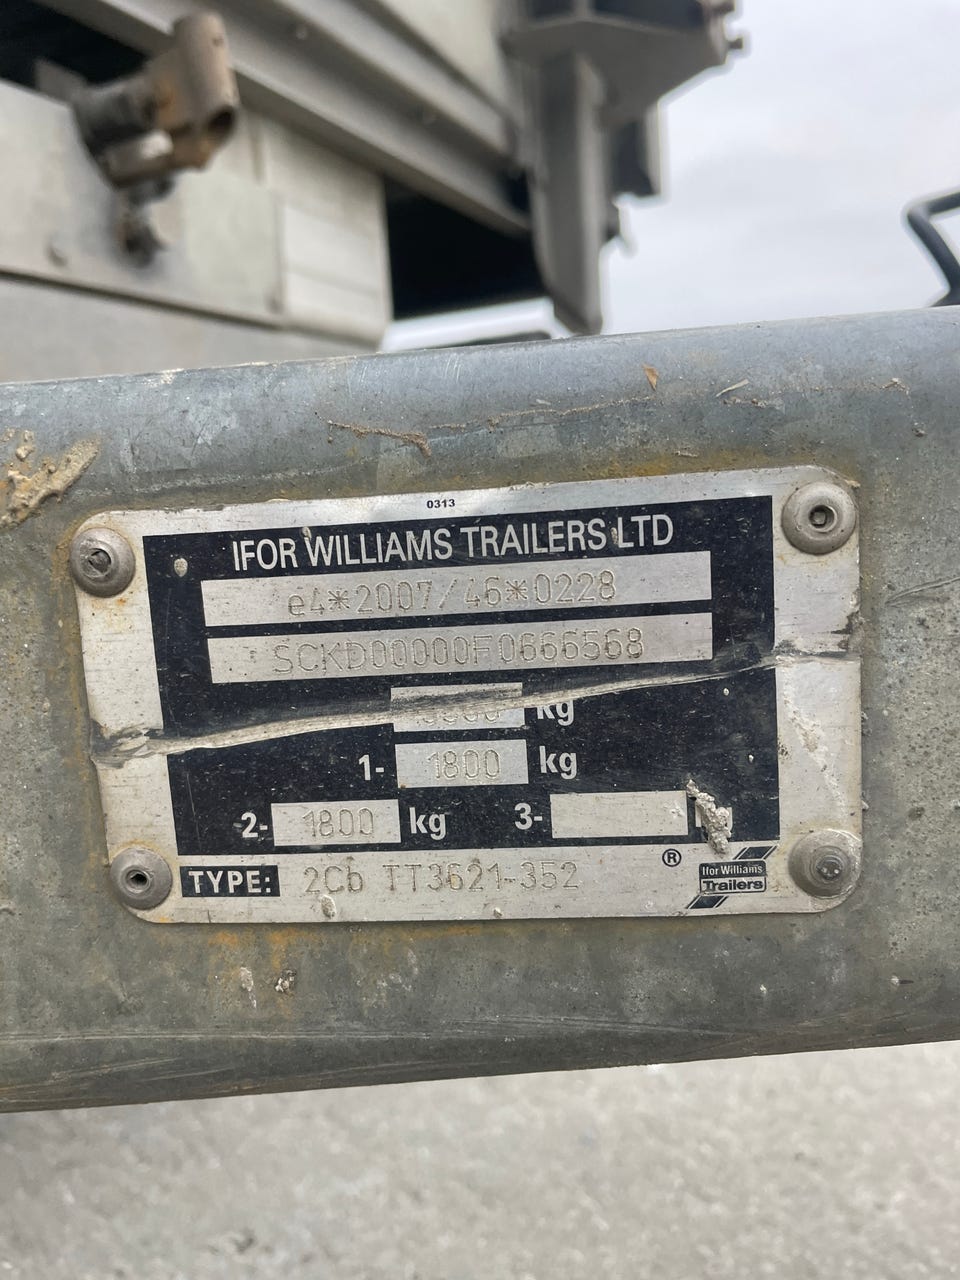 0313
IFOR WILLIAMS TRAILERS LTD
e4*2007/46*0228
SCKD00000F0666568
kg
1- 1800 kg
2- 1800 kg 3-
®
TYPE: 2Cb TT3621-352
Ifor Williams
Trailers